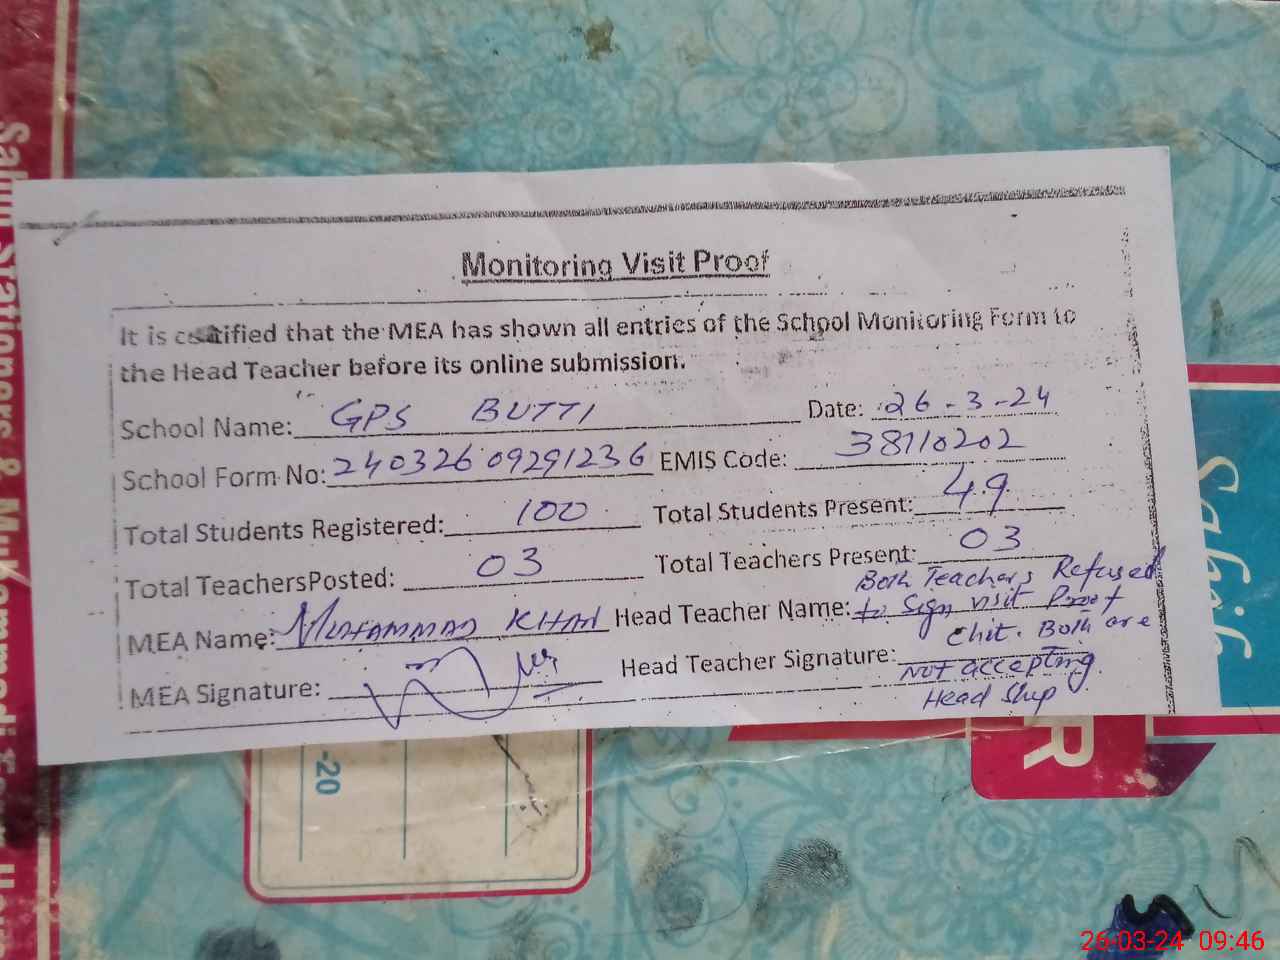 Monitoring Visit Proof
It is certified that the MEA has shown all entries of the School Monitoring Form to
the Head Teacher before its online submission.
School Name: GPS BUTTI Date: 26-3-24
School Form No: 24032609291236 EMIS Code: 38110202
Total Students Registered: 100 Total Students Present: 49
Total TeachersPosted: 03 Total Teachers Present: 03
MEA Name: MUHAMMAD KHAN Head Teacher Name: Both Teachers Refused
to Sign visit Proof
chit. Both are
MEA Signature: Head Teacher Signature: Not accepting
Head Ship
Stationers &
-20
R
26-03-24 09:46